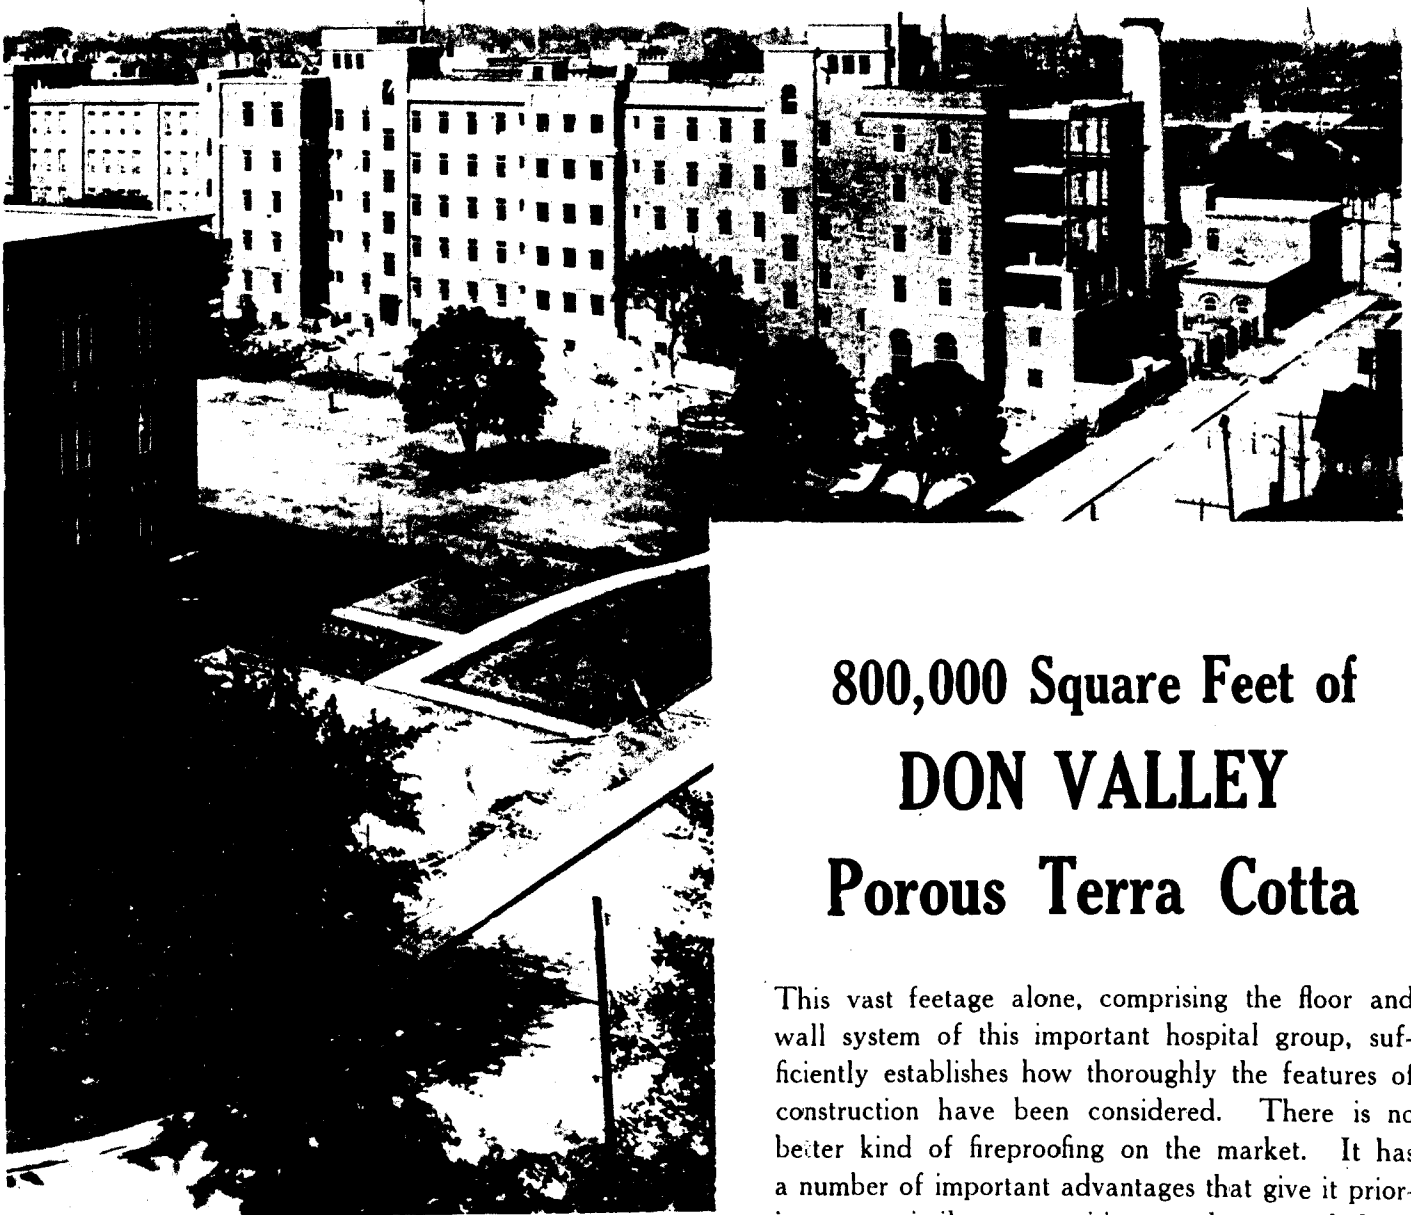 800,000 Square Feet of
DON VALLEY
Porous Terra Cotta
This vast feetage alone, comprising the floor and
wall system of this important hospital group, suf-
ficiently establishes how thoroughly the features of
construction have been considered. There is no
better kind of fireproofing on the market. It has
a number of important advantages that give it prior-